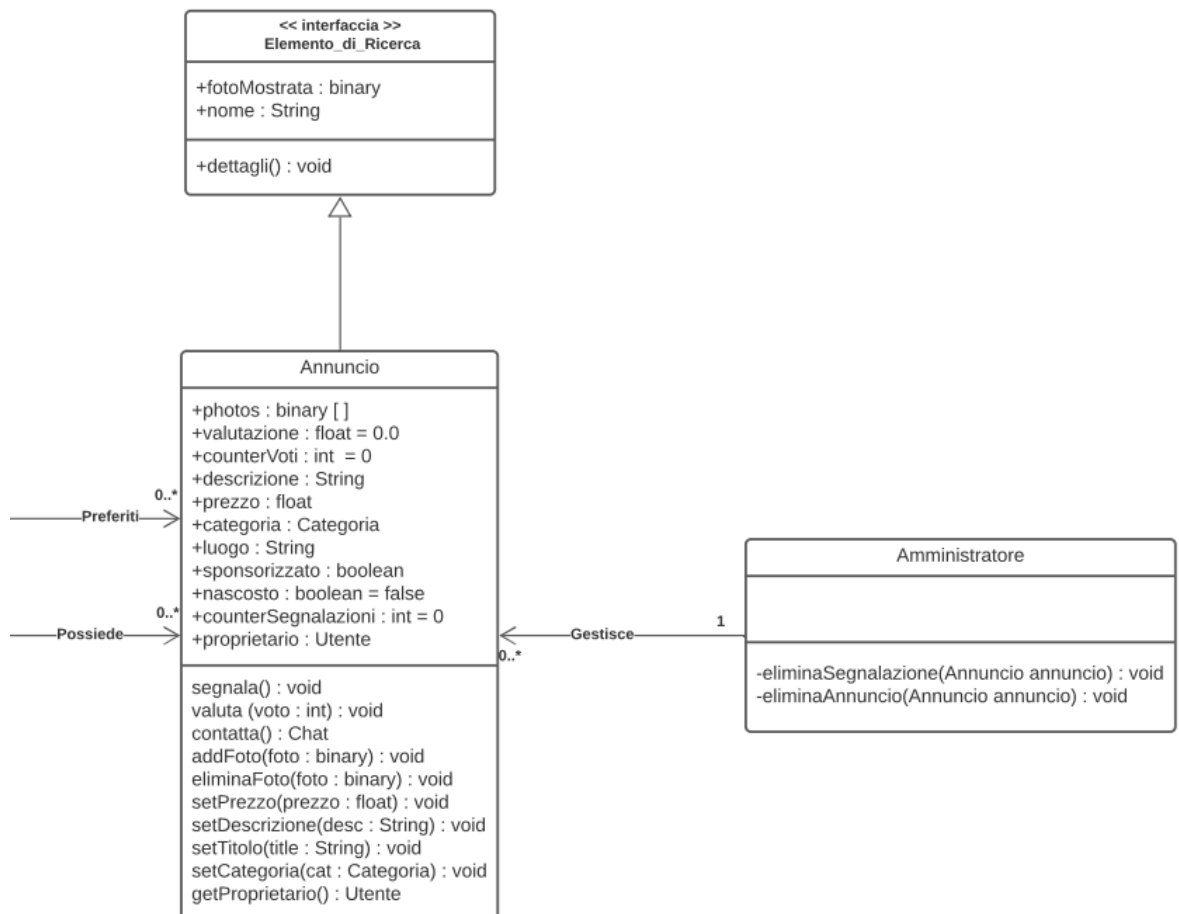 << interfaccia >>
Elemento_di_Ricerca
+fotoMostrata : binary
+nome : String
+dettagli() : void
Annuncio
+photos : binary [ ]
+valutazione : float = 0.0
+counterVoti : int = 0
+descrizione : String
+prezzo : float
+categoria : Categoria
+luogo : String
+sponsorizzato : boolean
+nascosto : boolean = false
+counterSegnalazioni : int = 0
+proprietario : Utente
segnala() : void
valuta (voto : int) : void
contatta() : Chat
addFoto(foto : binary) : void
eliminaFoto(foto : binary) : void
setPrezzo(prezzo : float) : void
setDescrizione(desc : String) : void
setTitolo(title : String) : void
setCategoria(cat : Categoria) : void
getProprietario() : Utente
0..*
Preferiti
0..*
Possiede
Gestisce
1
0..*
Amministratore
-eliminaSegnalazione(Annuncio annuncio) : void
-eliminaAnnuncio(Annuncio annuncio) : void